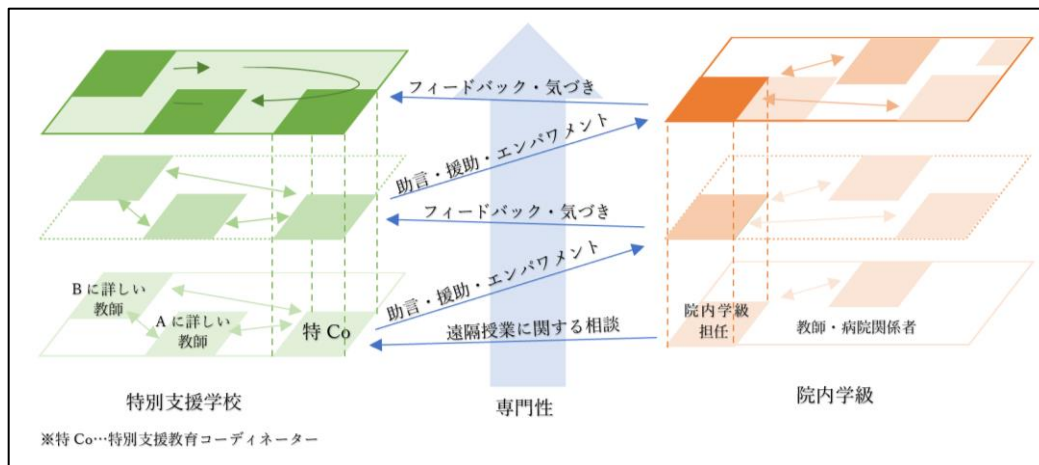 フィードバック・気づき
助言・援助・エンパワメント
フィードバック・気づき
助言・援助・エンパワメント
遠隔授業に関する相談
Bに詳しい
教師
Aに詳しい
教師
特Co
院内学級
担任
教師・病院関係者
特別支援学校
専門性
院内学級
※特Co…特別支援教育コーディネーター